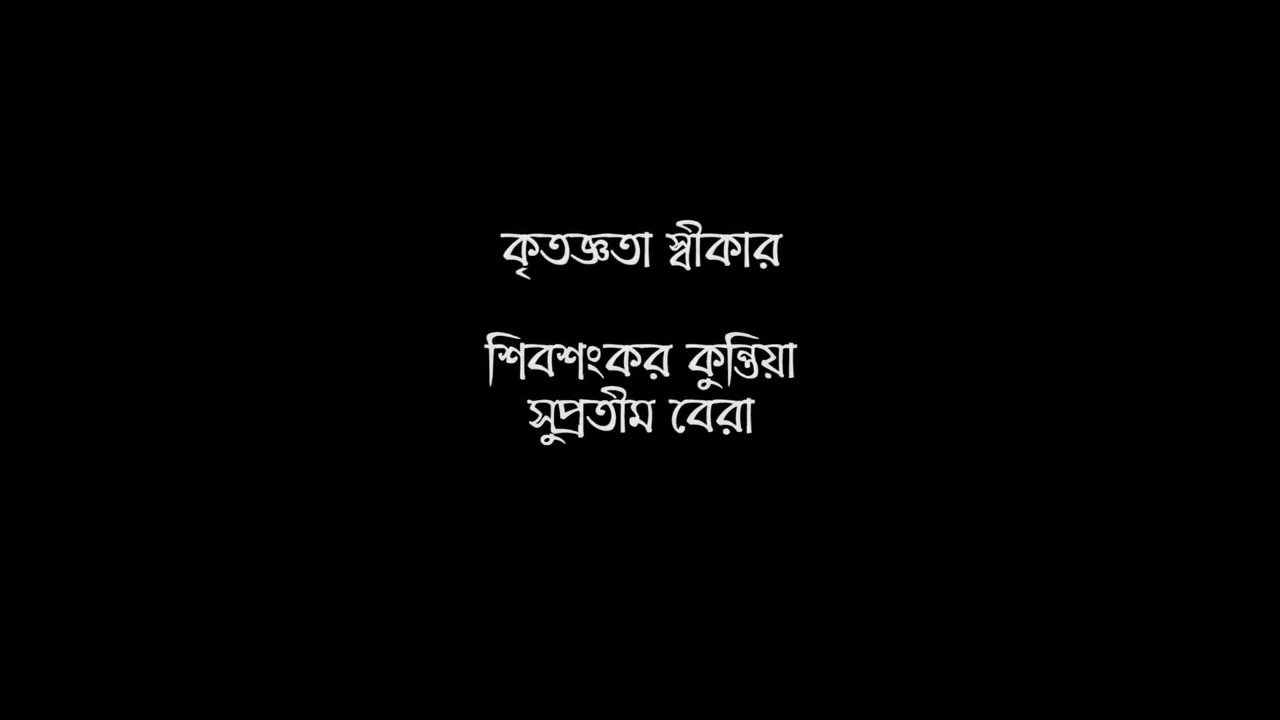 কৃতজ্ঞতা স্বীকার
শিবশংকর কুন্তিয়া
সুপ্রতীম বেরা